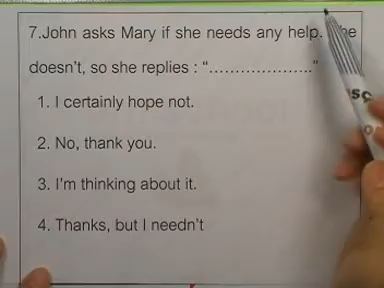 7.John asks Mary if she needs any help. he
doesn't, so she replies : "…………………"
1. I certainly hope not.
2. No, thank you.
3. I'm thinking about it.
4. Thanks, but I needn't